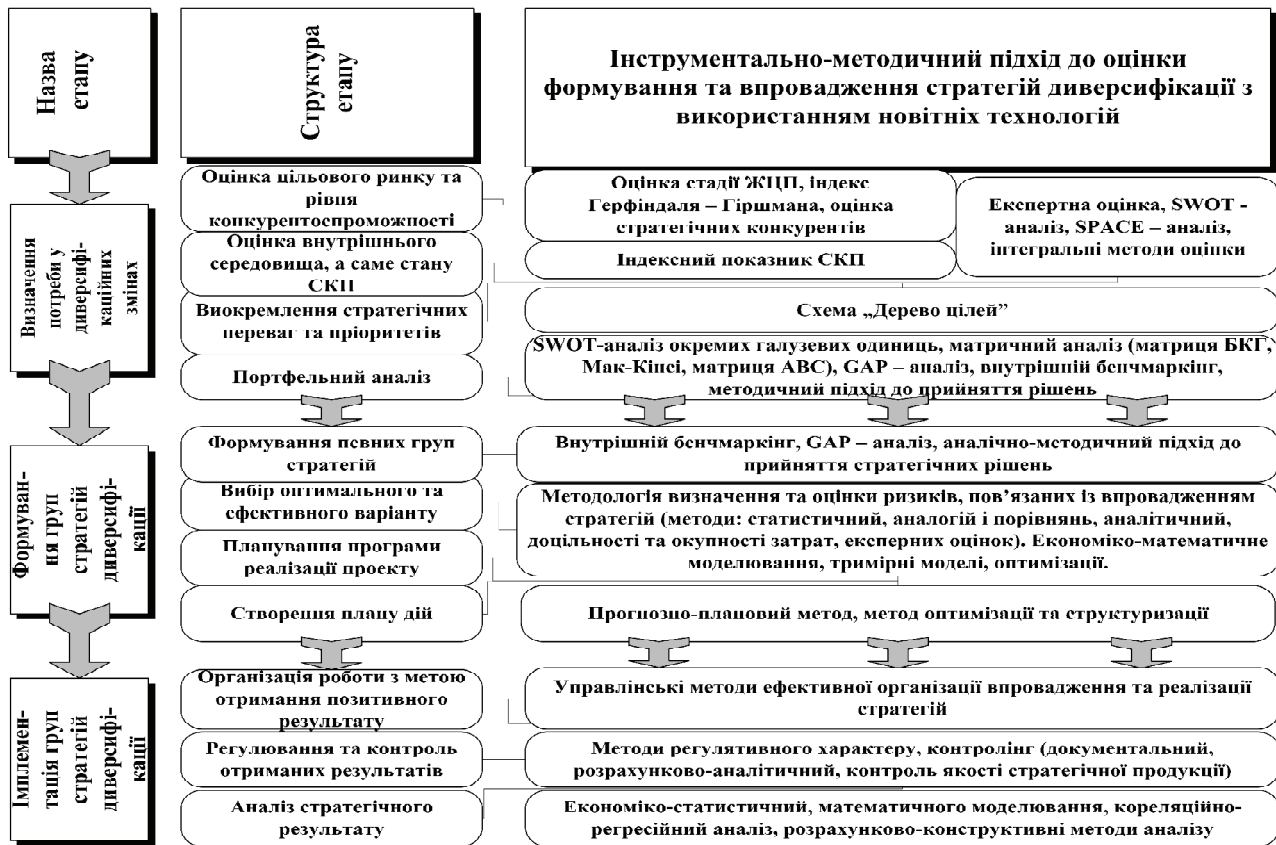 Назва
етапу
Структура
етапу
Інструментально-методичний підхід до оцінки
формування та впровадження стратегій диверсифікації з
використанням новітніх технологій
Визначення
потреби у
диверсифі-
каційних
змінах
Оцінка цільового ринку та
рівня
конкурентоспроможності
Оцінка внутрішнього
середовища, а саме стану
СКП
Виокремлення стратегічних
переваг та пріоритетів
Портфельний аналіз
Оцінка стадії ЖЦП, індекс
Герфіндаля – Гіршмана, оцінка
стратегічних конкурентів
Індексний показник СКП
Експертна оцінка, SWOT -
аналіз, SPACE – аналіз,
інтегральні методи оцінки
Схема „Дерево цілей”
SWOT-аналіз окремих галузевих одиниць, матричний аналіз (матриця БКГ,
Мак-Кінсі, матриця ABC), GAP – аналіз, внутрішній бенчмаркінг,
методичний підхід до прийняття рішень
Формуван-
ня груп
стратегій
диверсифі-
кації
Формування певних груп
стратегій
Вибір оптимального та
ефективного варіанту
Планування програми
реалізації проекту
Створення плану дій
Внутрішній бенчмаркінг, GAP – аналіз, аналічно-методичний підхід до
прийняття стратегічних рішень
Методологія визначення та оцінки ризиків, пов’язаних із впровадженням
стратегій (методи: статистичний, аналогій і порівнянь, аналітичний,
доцільності та окупності затрат, експерних оцінок). Економіко-математичне
моделювання, тримірні моделі, оптимізації.
Прогнозно-плановий метод, метод оптимізації та структуризації
Імплемен-
тація груп
стратегій
диверсифі-
кації
Організація роботи з метою
отримання позитивного
результату
Регулювання та контроль
отриманих результатів
Аналіз стратегічного
результату
Управлінські методи ефективної організації впровадження та реалізації
стратегій
Методи регулятивного характеру, контролінг (документальний,
розрахунково-аналітичний, контроль якості стратегічної продукції)
Економіко-статистичний, математичного моделювання, кореляційно-
регресійний аналіз, розрахунково-конструктивні методи аналізу